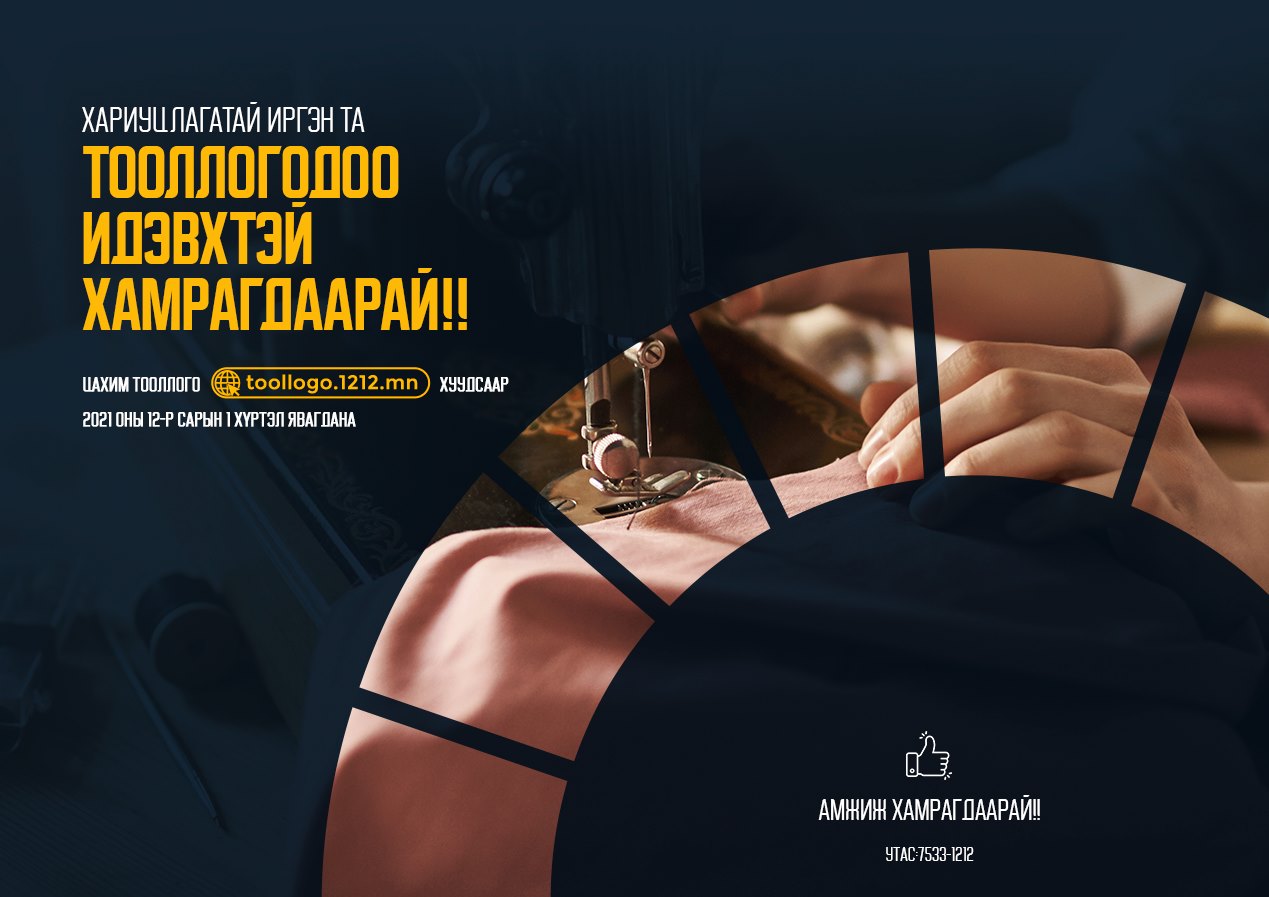 ХАРИУЦЛАГАТАЙ ИРГЭН ТА
ТООЛЛОГОДОО
ИДЭВХТЭЙ
ХАМРАГДААРАЙ!!
ЦАХИМ ТООЛЛОГО toollogo.1212.mn ХУУДСААР
2021 ОНЫ 12-Р САРЫН 1 ХҮРТЭЛ ЯВАГДАНА
АМЖИЖ ХАМРАГДААРАЙ!!
УТАС:7533-1212